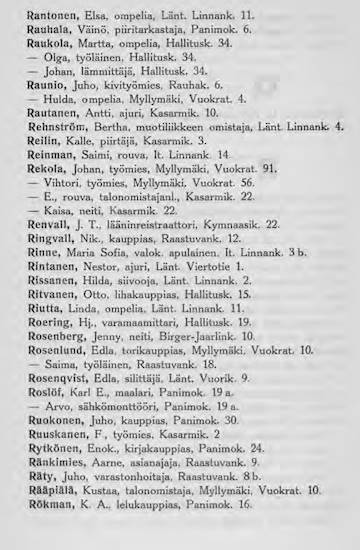 Rantonen, Elsa, ompelia, Länt. Linnank. 11.
Rauhala, Väinö, piiritarkastaja, Panimok. 6.
Raukola, Martta, ompelia, Hallitusk. 34.
— Olga, työläinen, Hallitusk. 34.
— Johan, lämmittäjä, Hallitusk. 34.
Raunio, Juho, kivityömies, Rauhak. 6.
— Hulda, ompelia, Myllymäki, Vuokrat. 4.
Rautanen, Antti, ajuri, Kasarmik. 10.
Rehnström, Bertha, muotiliikkeen omistaja, Länt. Linnank. 4.
Reilin, Kalle, piirtäjä, Kasarmik. 3.
Reinman, Saimi, rouva, It. Linnank. 14
Rekola, Johan, työmies, Myllymäki, Vuokrat. 91.
— Vihtori, työmies, Myllymäki, Vuokrat. 56.
— E., rouva, talonomistajanl., Kasarmik. 22.
— Kaisa, neiti, Kasarmik. 22.
Renvall, J. T., lääninreistraattori, Kymnaasik. 22.
Ringvall, Nik., kauppias, Raastuvank. 12.
Rinne, Maria Sofia, valok. apulainen, It. Linnank. 3 b.
Rintanen, Nestor, ajuri, Länt. Viertotie 1.
Rissanen, Hilda, siivooja, Länt. Linnank. 2.
Ritvanen, Otto, lihakauppias, Hallitusk. 15.
Riutta, Linda, ompelia, Länt. Linnank. 11.
Roering, Hj., varamaamittari, Hallitusk. 19.
Rosenberg, Jenny, neiti, Birger-Jaarlink. 10.
Rosenlund, Edla, torikauppias, Myllymäki, Vuokrat. 10.
— Saima, työläinen, Raastuvank. 18.
Rosenqvist, Edla, silittäjä, Länt. Vuorik. 9.
Roslöf, Karl E., maalari, Panimok. 19 a.
— Arvo, sähkömonttööri, Panimok. 19 a.
Ruokonen, Juho, kauppias, Panimok. 30.
Ruuskanen, F., työmies, Kasarmik. 2
Rytkönen, Enok., kirjakauppias, Panimok. 24.
Ränkimies, Aarne, asianajaja, Raastuvank. 9.
Räty, Juho, varastonhoitaja, Raastuvank. 8 b.
Rääpiälä, Kustaa, talonomistaja, Myllymäki, Vuokrat. 10.
Rökman, K. A., lelukauppias, Panimok. 16.